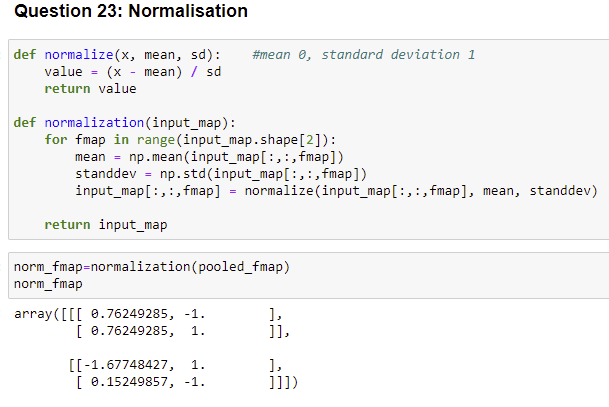 Question 23: Normalisation
def normalize(x, mean, sd):    #mean 0, standard deviation 1
    value = (x - mean) / sd
    return value
def normalization(input_map):
    for fmap in range(input_map.shape[2]):
        mean = np.mean(input_map[:,:,fmap])
        standdev = np.std(input_map[:,:,fmap])
        input_map[:,:,fmap] = normalize(input_map[:,:,fmap], mean, standdev)
    return input_map
norm_fmap=normalization(pooled_fmap)
norm_fmap
array([[[ 0.76249285, -1.        ],
        [ 0.76249285,  1.        ]],
       [[-1.67748427,  1.        ],
        [ 0.15249857, -1.        ]]])